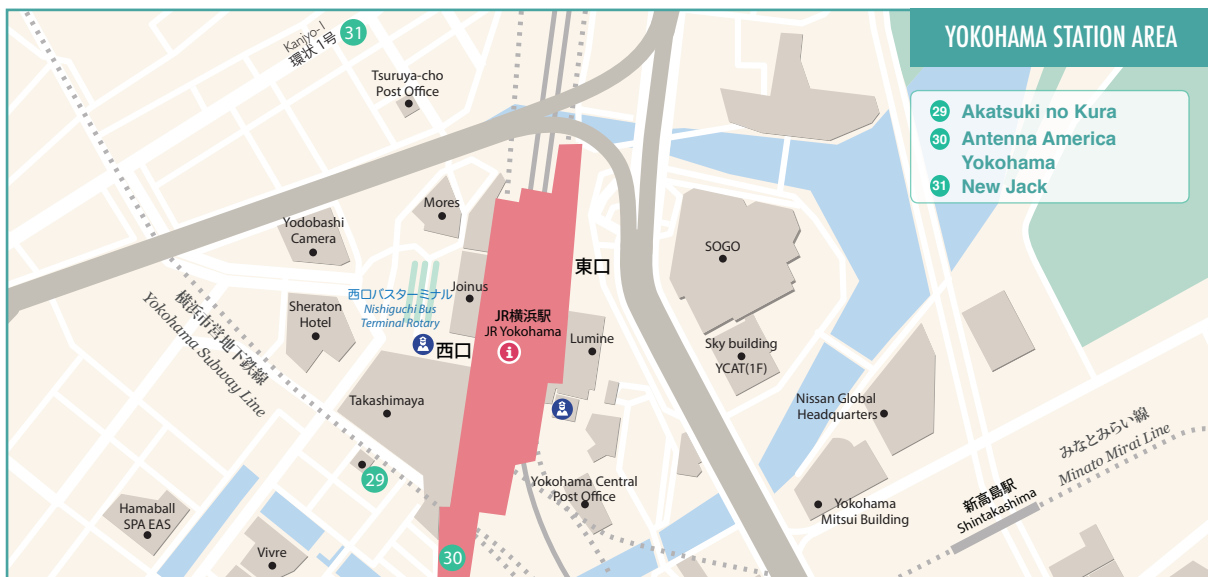 YOKOHAMA STATION AREA
29 Akatsuki no Kura
30 Antenna America
Yokohama
31 New Jack
31
Kanjyo-I
環状 1号
Tsuruya-cho
Post Office
Mores
Yodobashi
Camera
SOGO
東口
西口バスターミナル
Nishiguchi Bus
Terminal Rotary
Joinus
横浜市営地下鉄線
Yokohama Subway Line
Sheraton
Hotel
JR横浜駅
JR Yokohama
i
西口
Lumine
Sky building
YCAT(1F)
Takashimaya
Nissan Global
Headquarters
みなとみらい線
Minato Mirai Line
29
Yokohama Central
Post Office
新高島駅
Shintakashima
Hamaball
SPA EAS
Yokohama
Mitsui Building
Vivre
30